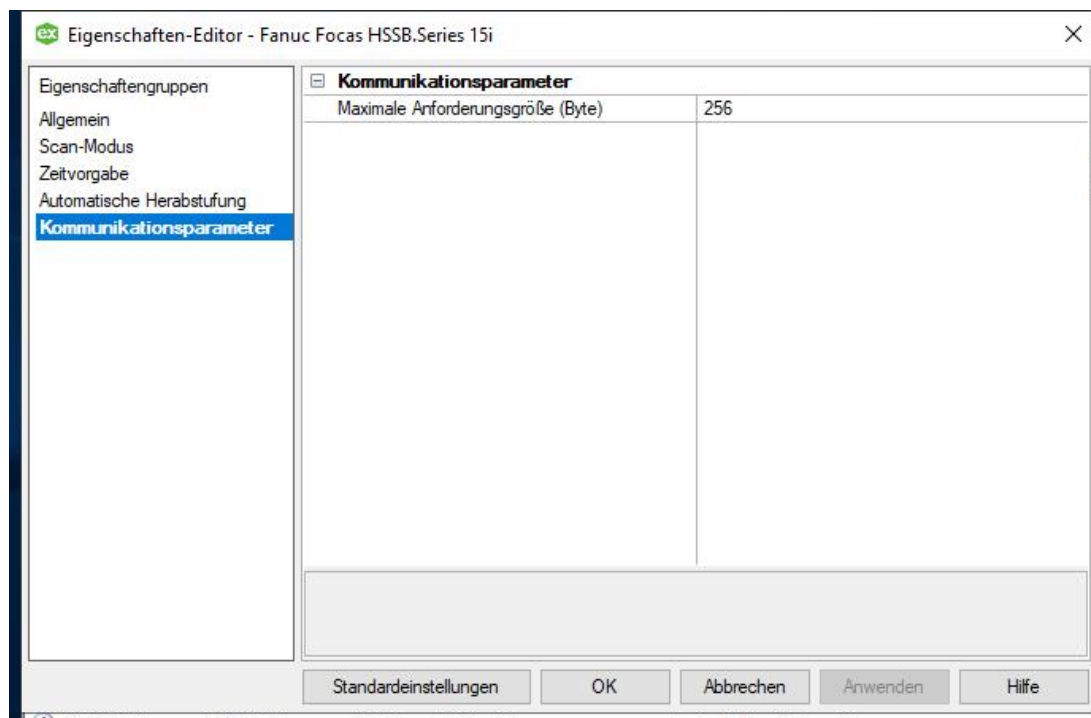 ex Eigenschaften-Editor - Fanuc Focas HSSB.Series 15i
Eigenschaftengruppen
Allgemein
Scan-Modus
Zeitvorgabe
Automatische Herabstufung
Kommunikationsparameter
Kommunikationsparameter
Maximale Anforderungsgröße (Byte) 256
Standardeinstellungen OK Abbrechen Anwenden Hilfe